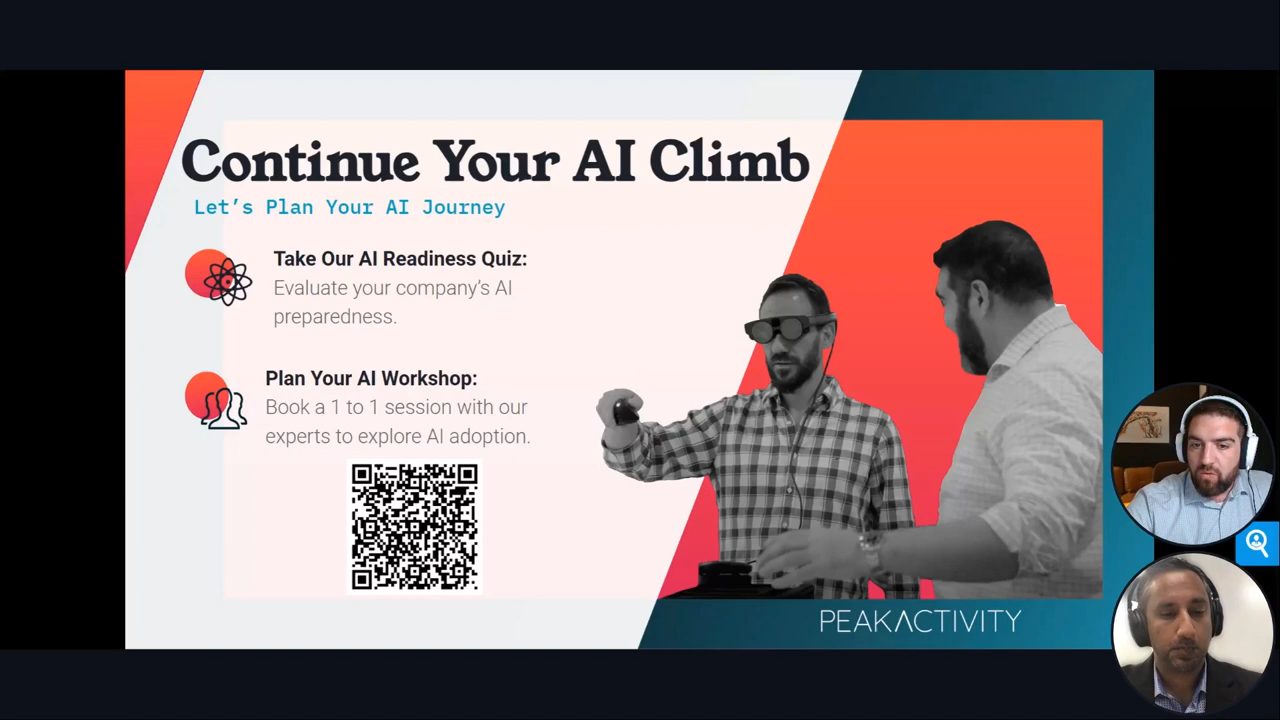 Continue Your AI Climb
Let's Plan Your AI Journey
Take Our AI Readiness Quiz:
Evaluate your company's AI
preparedness.
Plan Your AI Workshop:
Book a 1 to 1 session with our
experts to explore AI adoption.
PEAKACTIVITY